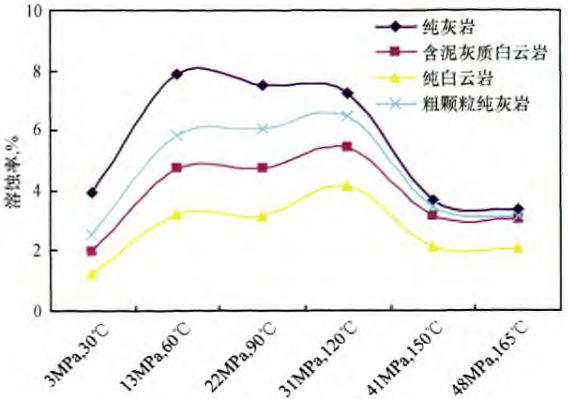 10
8
6
4
2
0
溶蚀率,%
纯灰岩
含泥灰质白云岩
纯白云岩
粗颗粒纯灰岩
3MPa,30℃
13MPa,60℃
22MPa,90℃
31MPa,120℃
41MPa,150℃
48MPa,165℃